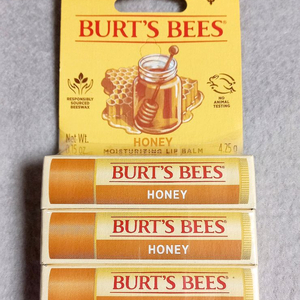 BURT'S BEES
RESPONSIBLY
SOURCED
BEESWAX
NO
ANIMAL
TESTING
Net Wt.
HONEY
4.25 g
MOISTURIZING LIP BALM
BURT'S BEES
HONEY
BURT'S BEES
HONEY
BURT'S BEES